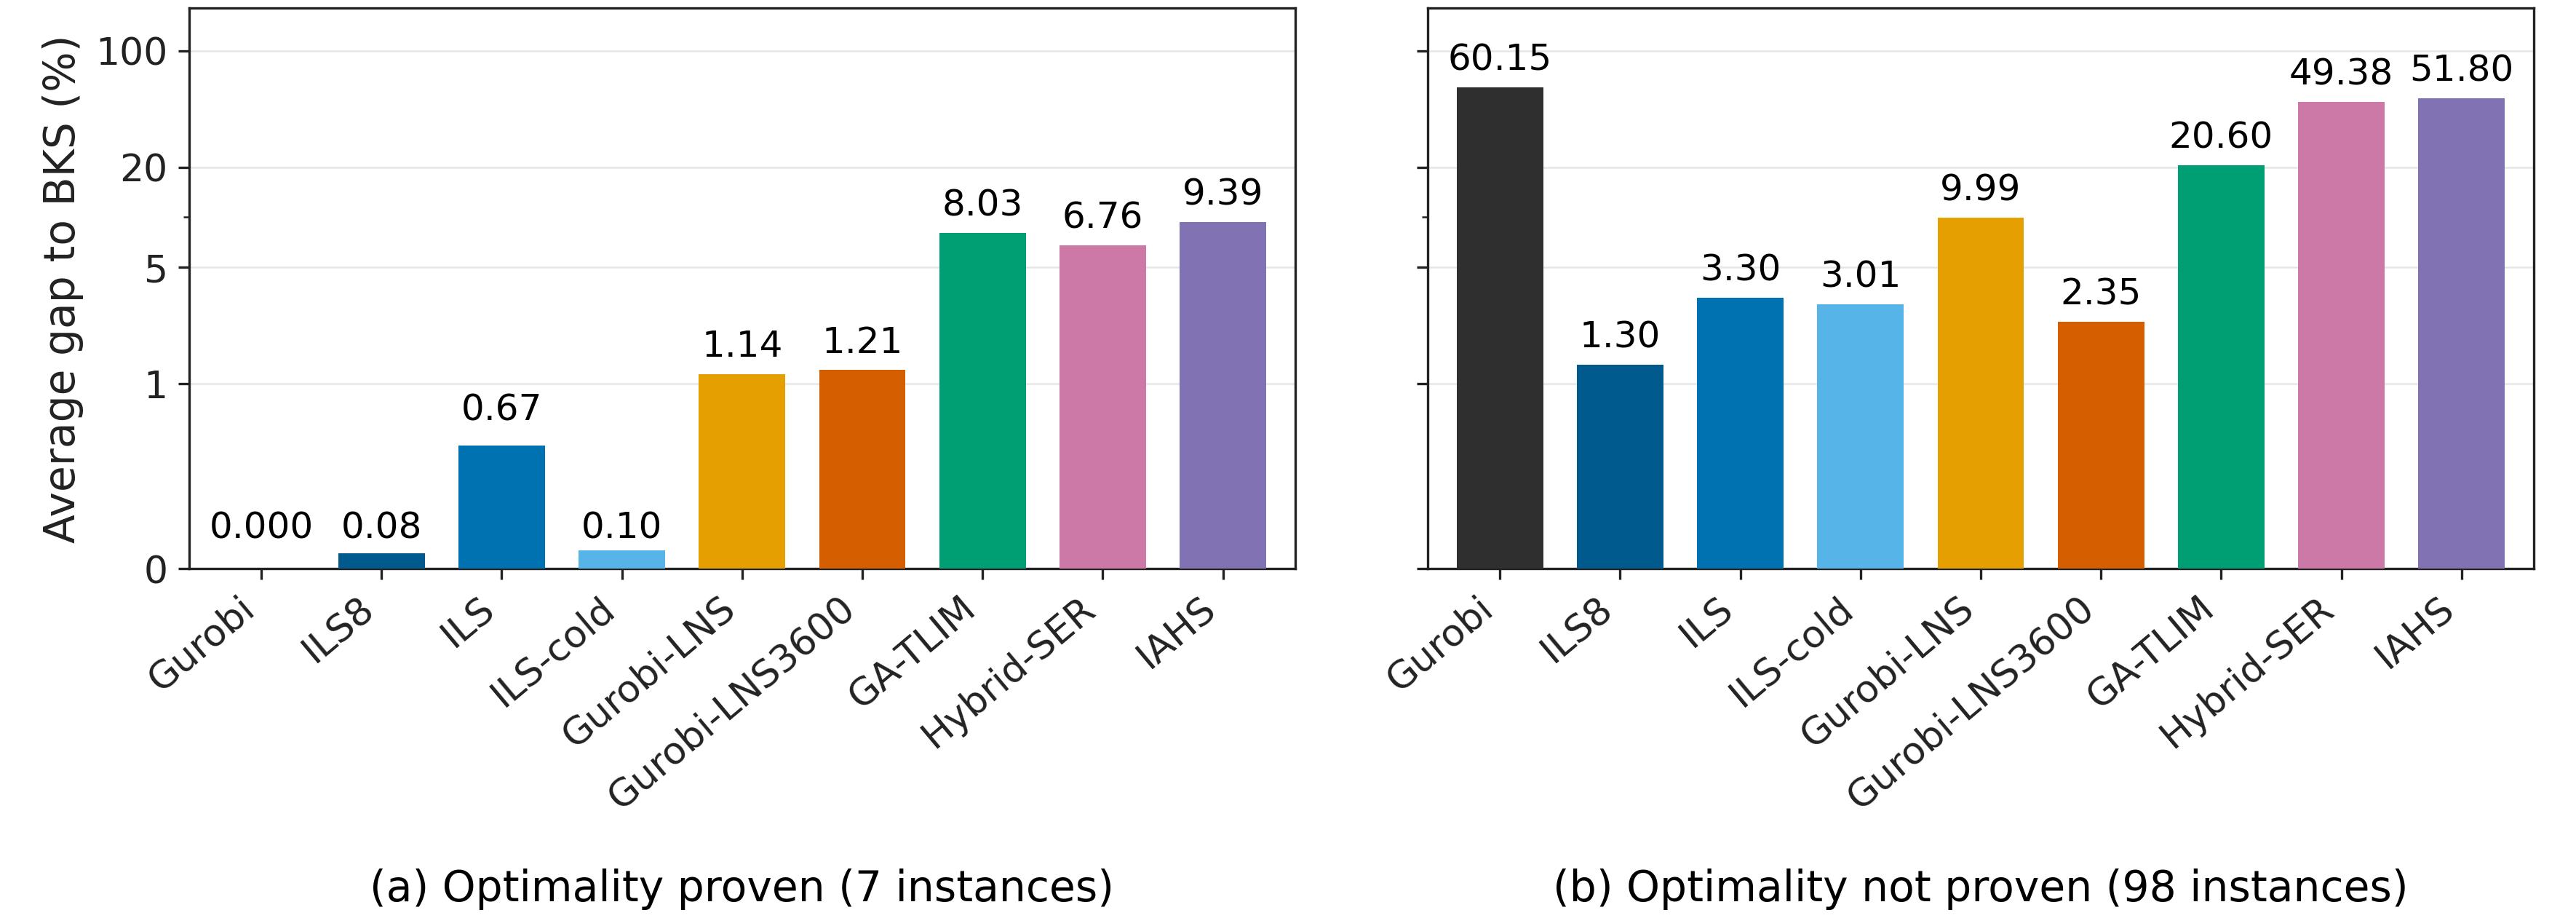 Average gap to BKS (%)
100
20
5
1
0
0.000
0.08
0.67
0.10
1.14
1.21
8.03
6.76
9.39
Gurobi
ILS8
ILS
ILS-cold
Gurobi-LNS
Gurobi-LNS3600
GA-TLIM
Hybrid-SER
IAHS
(a) Optimality proven (7 instances)
60.15
1.30
3.30
3.01
9.99
2.35
20.60
49.38
51.80
Gurobi
ILS8
ILS
ILS-cold
Gurobi-LNS
Gurobi-LNS3600
GA-TLIM
Hybrid-SER
IAHS
(b) Optimality not proven (98 instances)